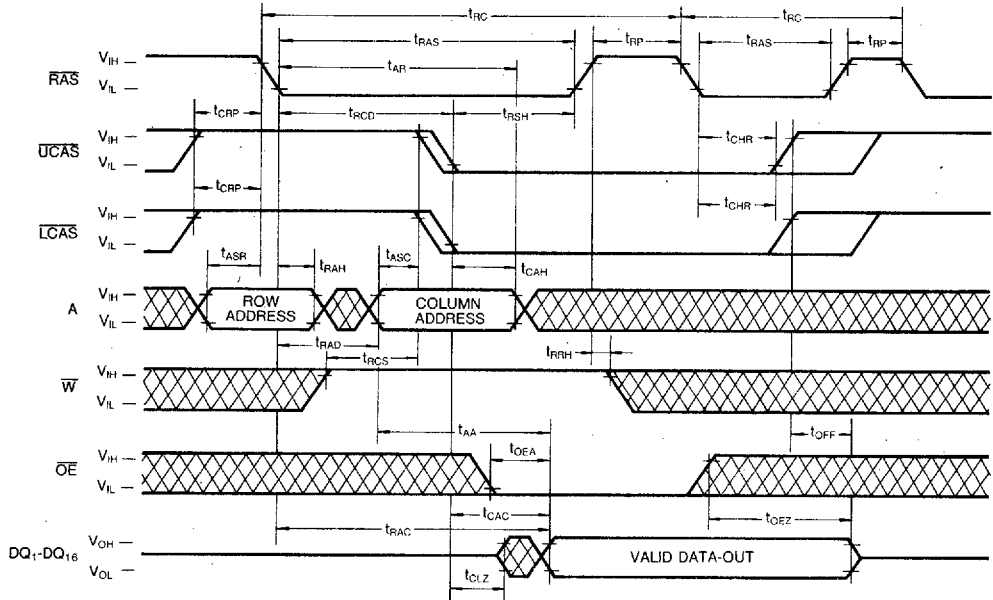 tRC tRC
tRAS tRP tRAS tRP
tAR
RAS VIH
VIL
tCRP tRCD tRSH
UCAS VIH
VIL
tCHR
tCRP tCHR
LCAS VIH
VIL
tASR tRAH tASC tCAH
A VIH
VIL
ROW ADDRESS
COLUMN ADDRESS
tRAD
tRCS tRRH
W VIH
VIL
tAA tOFF
tOEA
OE VIH
VIL
tCAC tOEZ
tRAC
DQ1-DQ16 VOH
VOL
VALID DATA-OUT
tCLZ